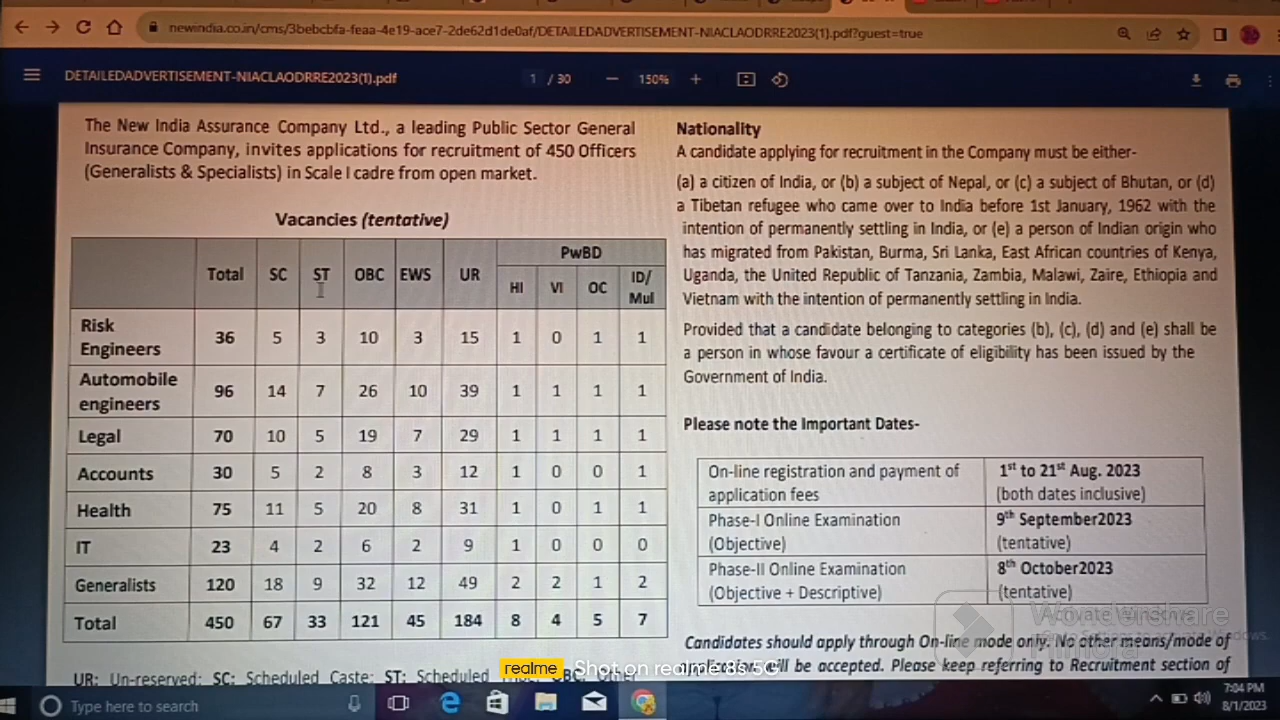 newindia.co.in/cms/3bebcbfa-feaa-4e19-ace7-2de62d1de0af/DETAILEDADVERTISEMENT-NIACLAODRRE2023(1).pdf?guest=true
DETAILEDADVERTISEMENT-NIACLAODRRE2023(1).pdf
1 / 30
150%
The New India Assurance Company Ltd., a leading Public Sector General
Insurance Company, invites applications for recruitment of 450 Officers
(Generalists & Specialists) in Scale I cadre from open market.
Vacancies (tentative)
Total SC ST OBC EWS UR PwBD
HI VI OC ID/
Mul
Risk
Engineers 36 5 3 10 3 15 1 0 1 1
Automobile
engineers 96 14 7 26 10 39 1 1 1 1
Legal 70 10 5 19 7 29 1 1 1 1
Accounts 30 5 2 8 3 12 1 0 0 1
Health 75 11 5 20 8 31 1 0 1 1
IT 23 4 2 6 2 9 1 0 0 0
Generalists 120 18 9 32 12 49 2 2 1 2
Total 450 67 33 121 45 184 8 4 5 7
UR: Un-reserved; SC: Scheduled Caste; ST: Scheduled
Nationality
A candidate applying for recruitment in the Company must be either-
(a) a citizen of India, or (b) a subject of Nepal, or (c) a subject of Bhutan, or (d)
a Tibetan refugee who came over to India before 1st January, 1962 with the
intention of permanently settling in India, or (e) a person of Indian origin who
has migrated from Pakistan, Burma, Sri Lanka, East African countries of Kenya,
Uganda, the United Republic of Tanzania, Zambia, Malawi, Zaire, Ethiopia and
Vietnam with the intention of permanently settling in India.
Provided that a candidate belonging to categories (b), (c), (d) and (e) shall be
a person in whose favour a certificate of eligibility has been issued by the
Government of India.
Please note the Important Dates-
On-line registration and payment of
application fees
1st to 21st Aug. 2023
(both dates inclusive)
Phase-I Online Examination
(Objective)
9th September2023
(tentative)
Phase-II Online Examination
(Objective + Descriptive)
8th October2023
(tentative)
Candidates should apply through On-line mode only. No other means/mode of
will be accepted. Please keep referring to Recruitment section of
Wondershare
realme Shot on realme 8s 5G
Type here to search
7:04 PM
8/1/2023